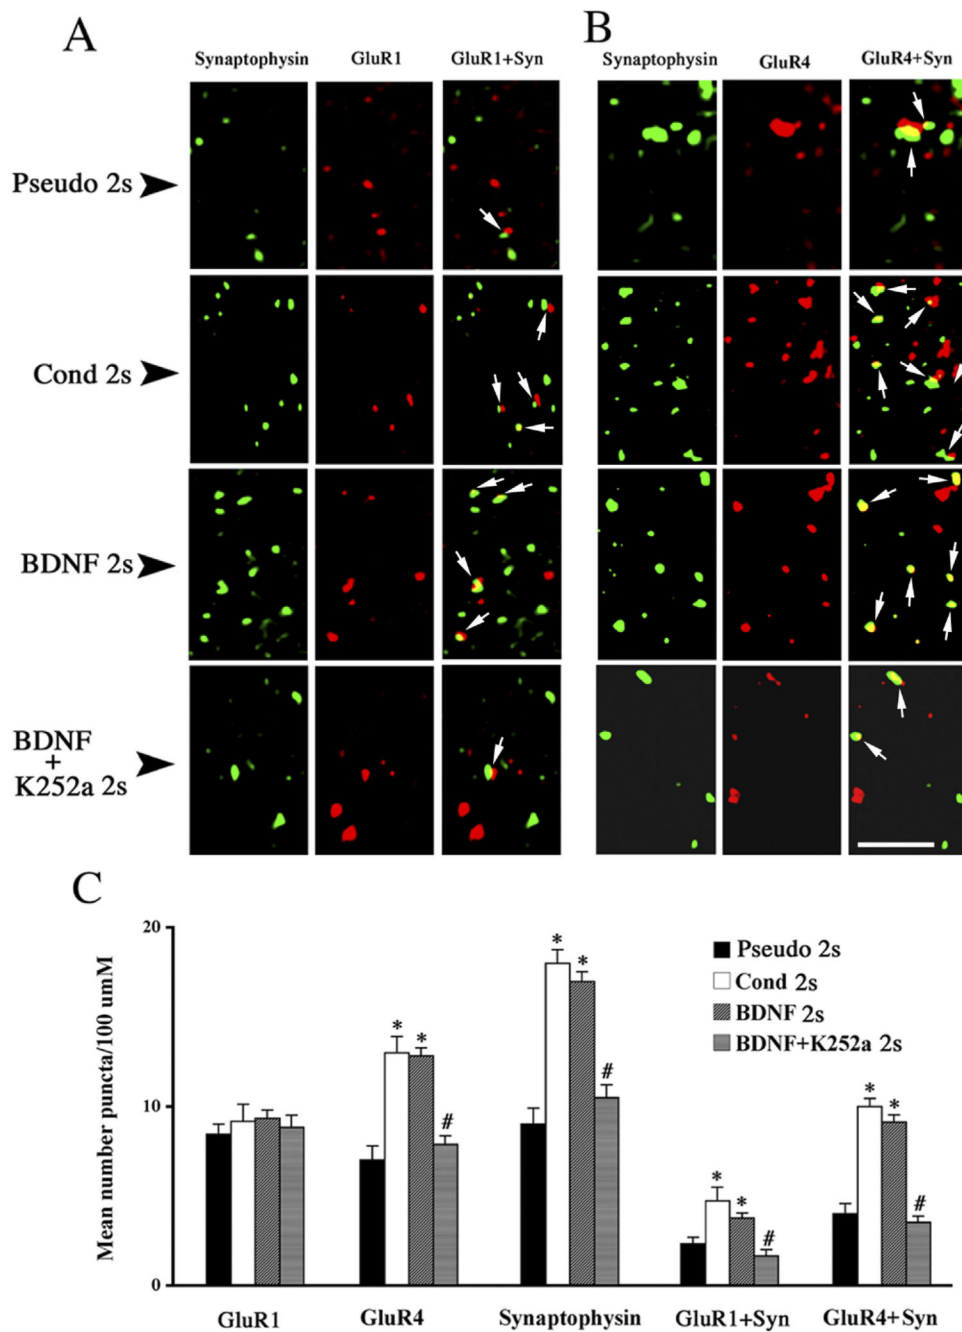 A
B
Synaptophysin GluR1 GluR1+Syn
Synaptophysin GluR4 GluR4+Syn
Pseudo 2s
Cond 2s
BDNF 2s
BDNF
+
K252a 2s
C
Mean number puncta/100 umM
20
10
0
* * #
* * #
* * #
* * #
Pseudo 2s
Cond 2s
BDNF 2s
BDNF+K252a 2s
GluR1 GluR4 Synaptophysin GluR1+Syn GluR4+Syn